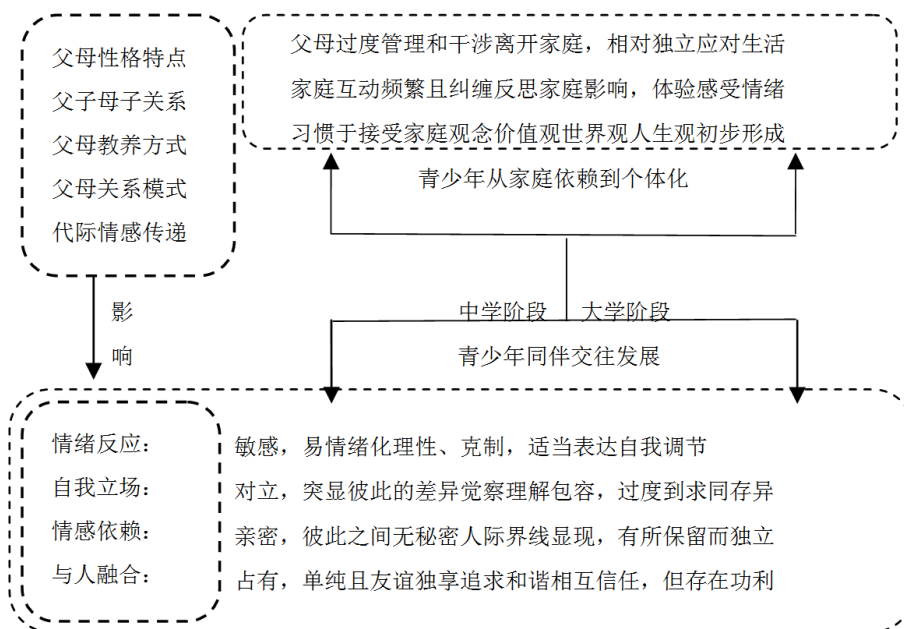 父母性格特点
父子母子关系
父母教养方式
父母关系模式
代际情感传递
父母过度管理和干涉离开家庭，相对独立应对生活
家庭互动频繁且纠缠反思家庭影响，体验感受情绪
习惯于接受家庭观念价值观世界观人生观初步形成
青少年从家庭依赖到个体化
影
响
中学阶段 大学阶段
青少年同伴交往发展
情绪反应： 敏感，易情绪化理性、克制，适当表达自我调节
自我立场： 对立，突显彼此的差异觉察理解包容，过度到求同存异
情感依赖： 亲密，彼此之间无秘密人际界线显现，有所保留而独立
与人融合： 占有，单纯且友谊独享追求和谐相互信任，但存在功利